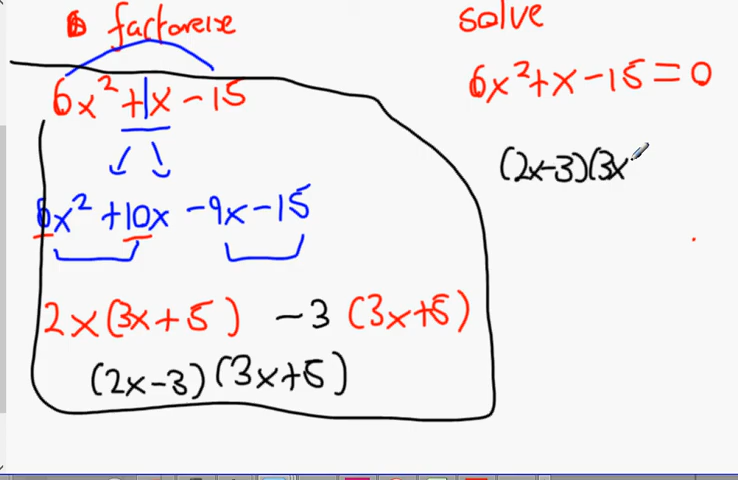 factoreise
6x² + 1x - 15
6x² + 10x - 9x - 15
2x(3x + 5) - 3 (3x + 5)
(2x - 3)(3x + 5)
solve
6x² + x - 15 = 0
(2x - 3)(3x